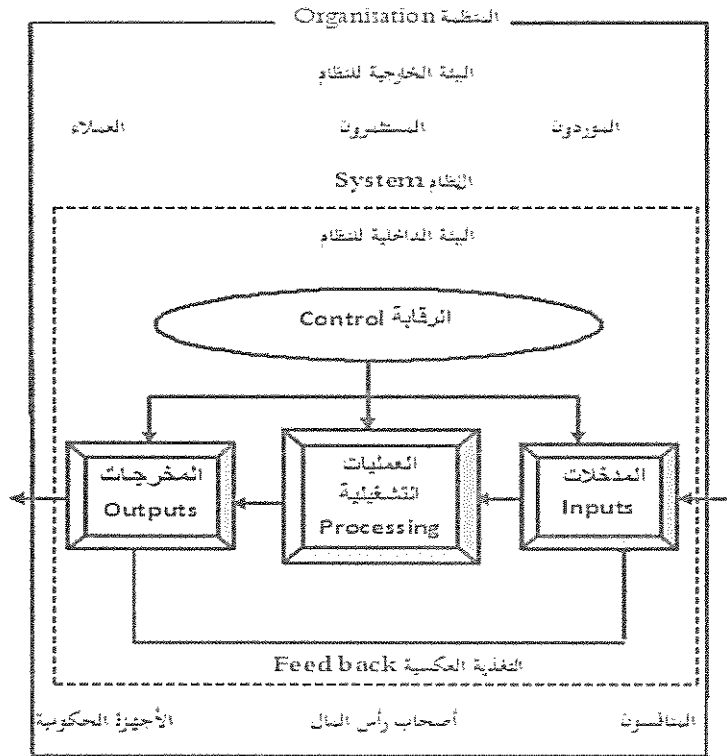 المنظمة Organization
البيئة الخارجية للنظام
الموردون
المستثمرون
العملاء
النظام System
البيئة الداخلية للنظام
الرقابة Control
المدخلات
Inputs
العمليات
التشغيلية
Processing
المخرجات
Outputs
التغذية العكسية Feed back
المنافسون
أصحاب رأس المال
الأجهزة الحكومية